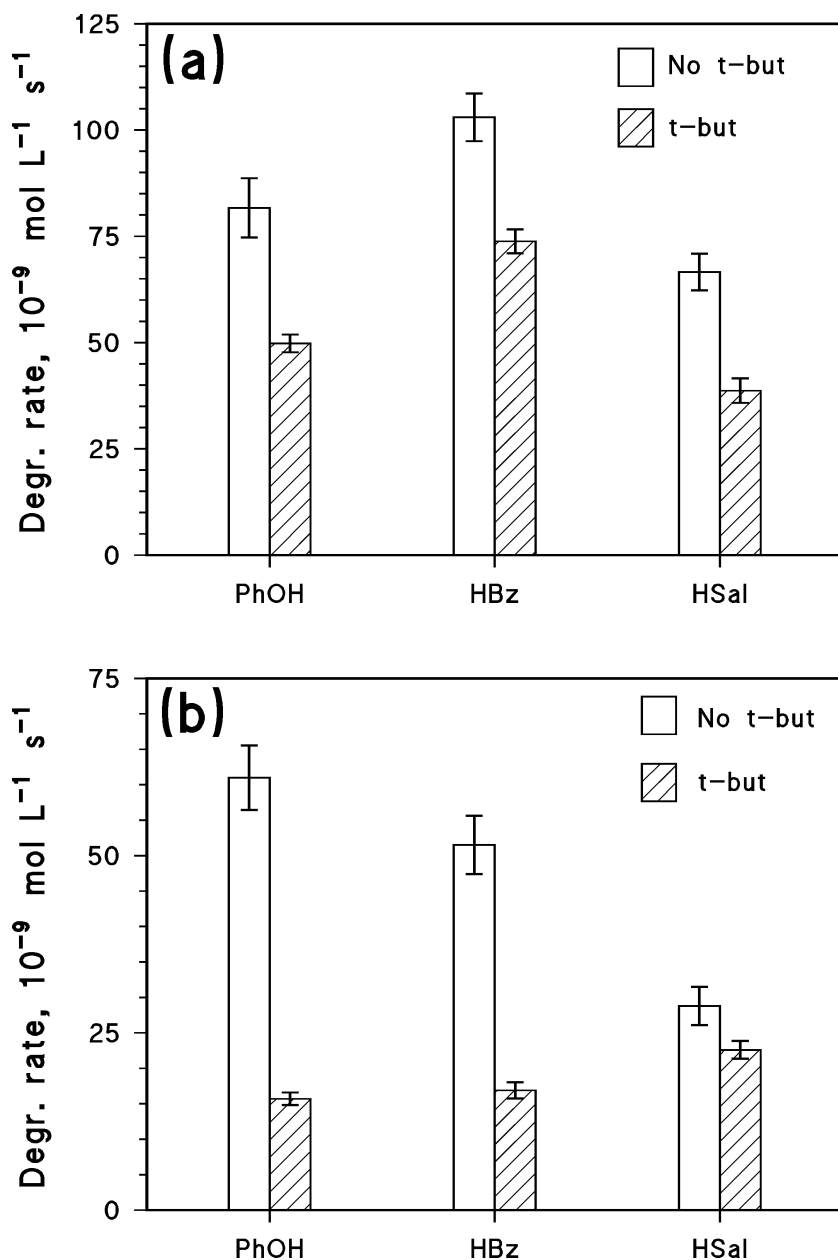 (a)
No t-but
t-but
Degr. rate, 10⁻⁹ mol L⁻¹ s⁻¹
125
100
75
50
25
0
PhOH HBz HSal
(b)
No t-but
t-but
Degr. rate, 10⁻⁹ mol L⁻¹ s⁻¹
75
50
25
0
PhOH HBz HSal